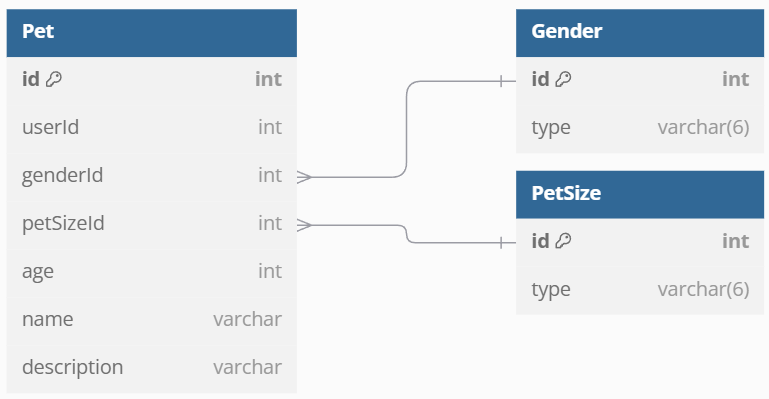 Pet
id int
userId int
genderId int
petSizeId int
age int
name varchar
description varchar
Gender
id int
type varchar(6)
PetSize
id int
type varchar(6)